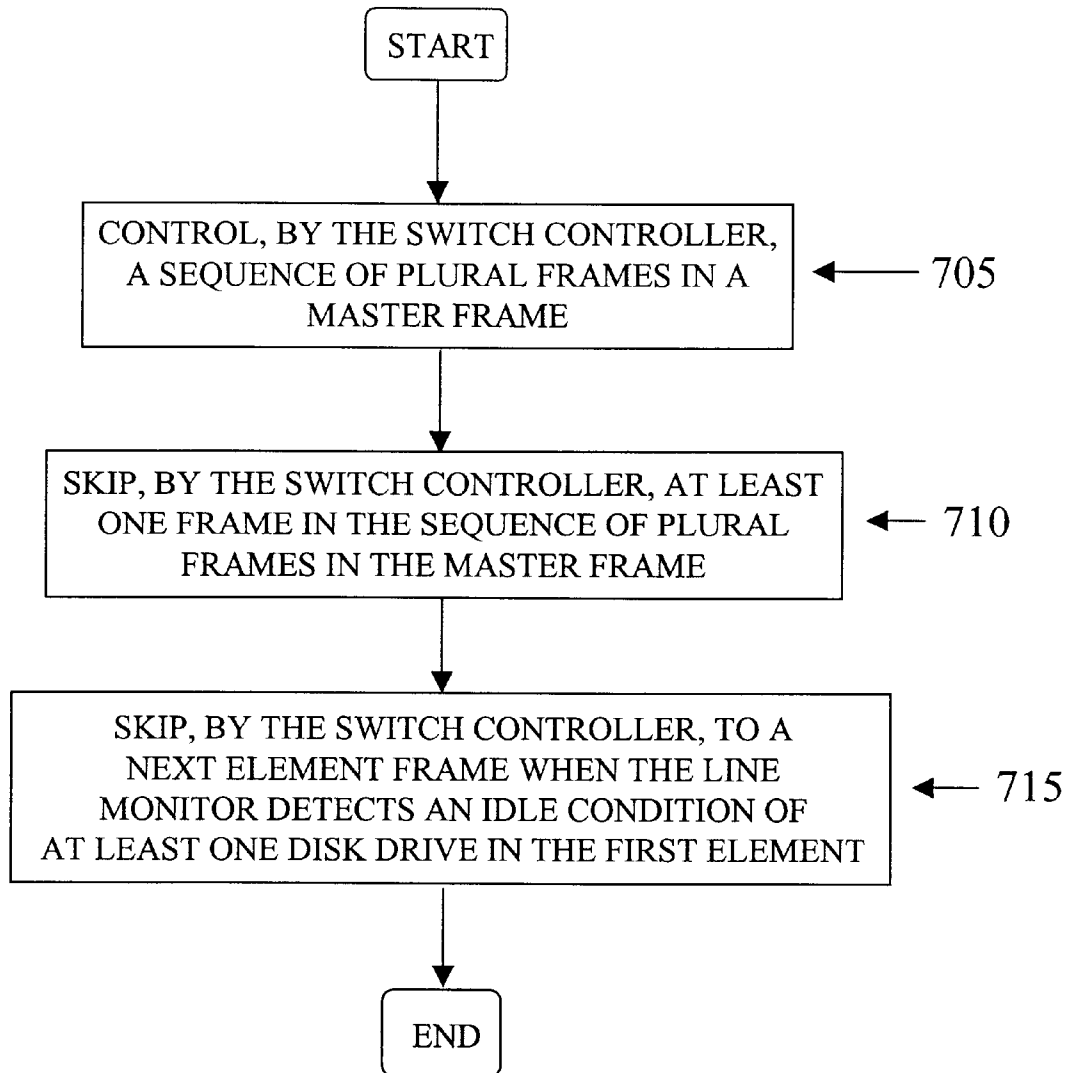 START
CONTROL, BY THE SWITCH CONTROLLER,
A SEQUENCE OF PLURAL FRAMES IN A
MASTER FRAME
705
SKIP, BY THE SWITCH CONTROLLER, AT LEAST
ONE FRAME IN THE SEQUENCE OF PLURAL
FRAMES IN THE MASTER FRAME
710
SKIP, BY THE SWITCH CONTROLLER, TO A
NEXT ELEMENT FRAME WHEN THE LINE
MONITOR DETECTS AN IDLE CONDITION OF
AT LEAST ONE DISK DRIVE IN THE FIRST ELEMENT
715
END